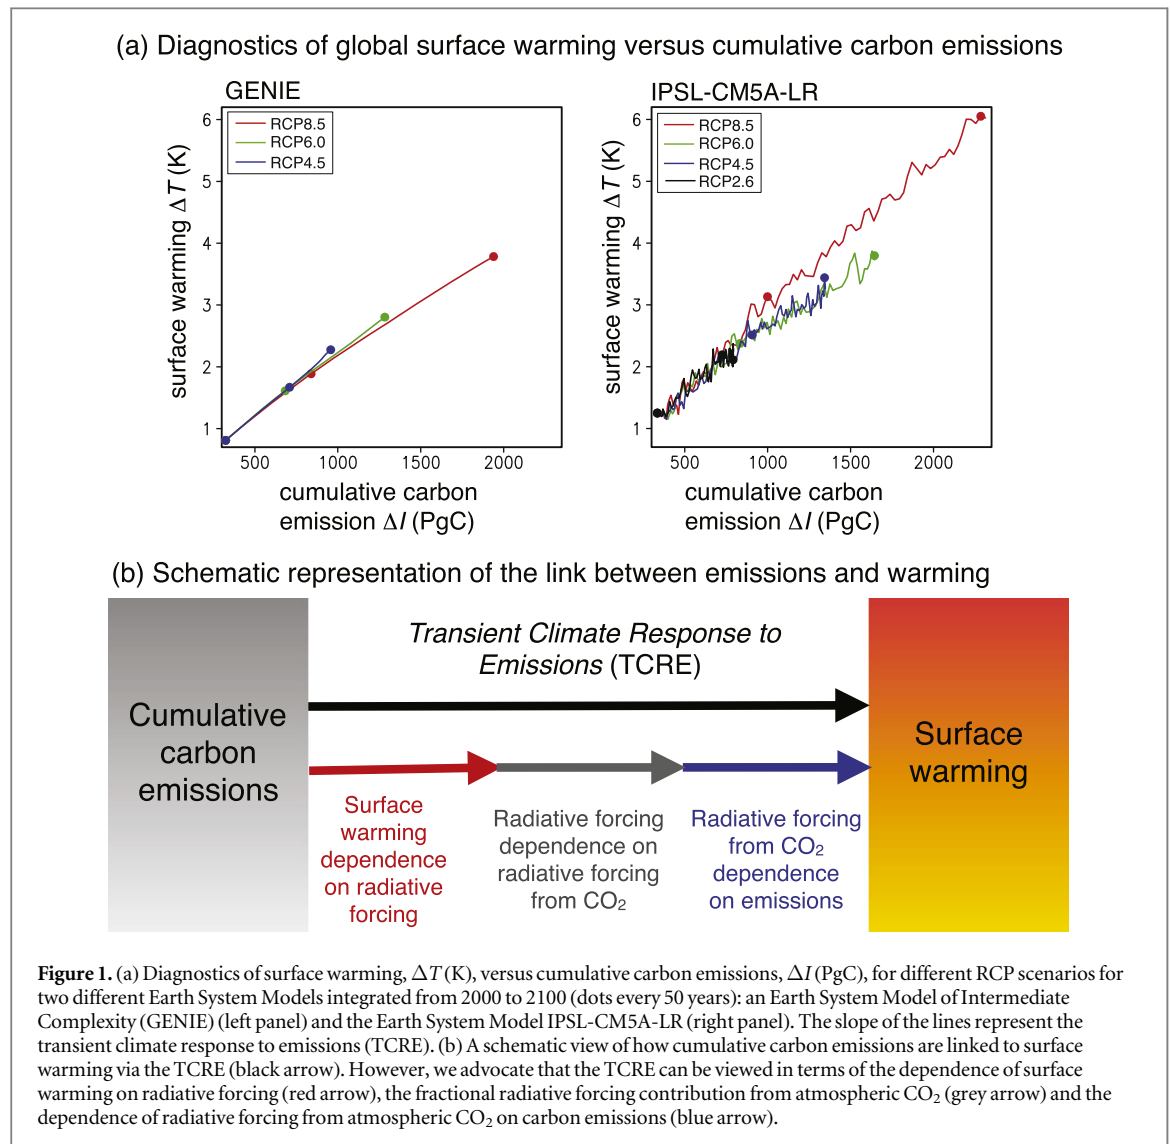 (a) Diagnostics of global surface warming versus cumulative carbon emissions
GENIE
RCP8.5
RCP6.0
RCP4.5
6
5
4
3
2
1
surface warming ΔT (K)
500 1000 1500 2000
cumulative carbon
emission ΔI (PgC)
IPSL-CM5A-LR
RCP8.5
RCP6.0
RCP4.5
RCP2.6
6
5
4
3
2
1
surface warming ΔT (K)
500 1000 1500 2000
cumulative carbon
emission ΔI (PgC)
(b) Schematic representation of the link between emissions and warming
Cumulative
carbon
emissions
Transient Climate Response to
Emissions (TCRE)
Surface
warming
dependence
on radiative
forcing
Radiative forcing
dependence on
radiative forcing
from CO₂
Radiative forcing
from CO₂
dependence
on emissions
Surface
warming
Figure 1. (a) Diagnostics of surface warming, ΔT (K), versus cumulative carbon emissions, ΔI (PgC), for different RCP scenarios for
two different Earth System Models integrated from 2000 to 2100 (dots every 50 years): an Earth System Model of Intermediate
Complexity (GENIE) (left panel) and the Earth System Model IPSL-CM5A-LR (right panel). The slope of the lines represent the
transient climate response to emissions (TCRE). (b) A schematic view of how cumulative carbon emissions are linked to surface
warming via the TCRE (black arrow). However, we advocate that the TCRE can be viewed in terms of the dependence of surface
warming on radiative forcing (red arrow), the fractional radiative forcing contribution from atmospheric CO₂ (grey arrow) and the
dependence of radiative forcing from atmospheric CO₂ on carbon emissions (blue arrow).